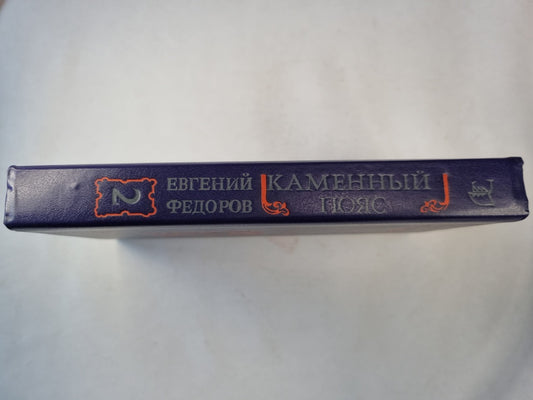 2
ЕВГЕНИЙ
ФЕДОРОВ
КАМЕННЫЙ
ПОЯС